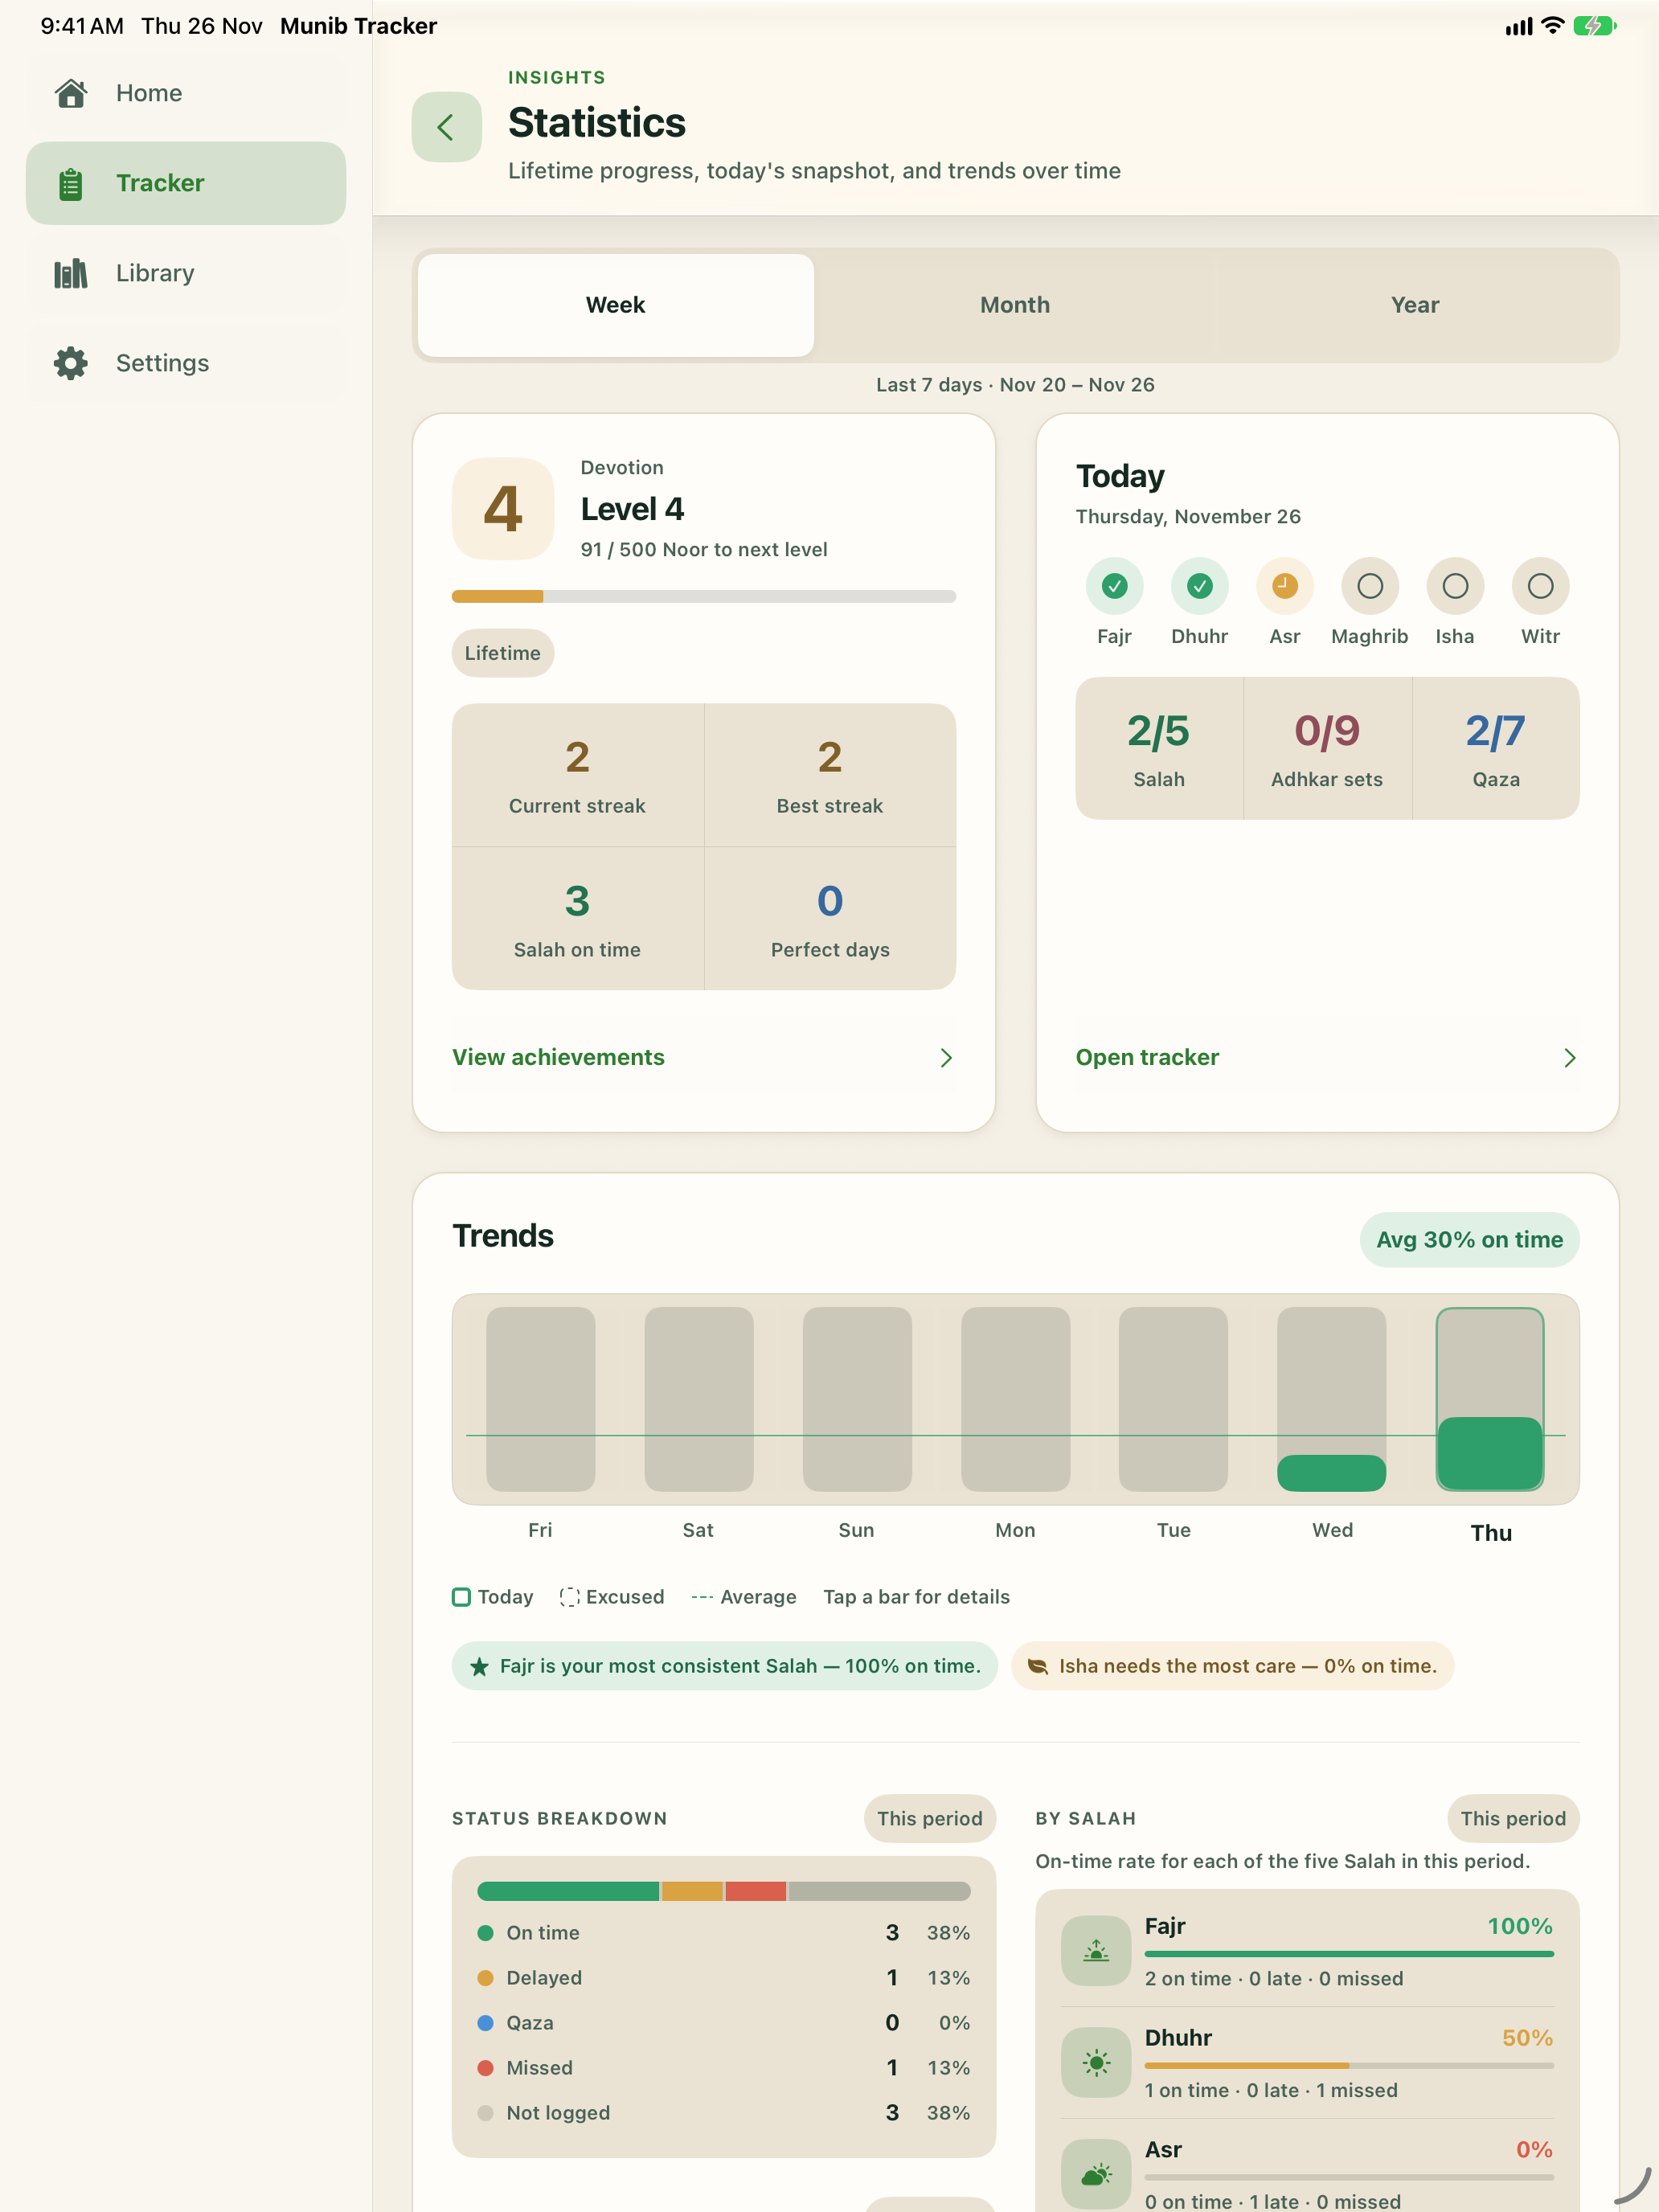 9:41 AM Thu 26 Nov Munib Tracker
Home
Tracker
Library
Settings
INSIGHTS
Statistics
Lifetime progress, today's snapshot, and trends over time
Week Month Year
Last 7 days · Nov 20 – Nov 26
4
Devotion
Level 4
91 / 500 Noor to next level
Lifetime
2 2
Current streak Best streak
3 0
Salah on time Perfect days
View achievements
Today
Thursday, November 26
Fajr Dhuhr Asr Maghrib Isha Witr
2/5 0/9 2/7
Salah Adhkar sets Qaza
Open tracker
Trends
Avg 30% on time
Fri Sat Sun Mon Tue Wed Thu
Today Excused Average Tap a bar for details
Fajr is your most consistent Salah — 100% on time. Isha needs the most care — 0% on time.
STATUS BREAKDOWN This period
On time 3 38%
Delayed 1 13%
Qaza 0 0%
Missed 1 13%
Not logged 3 38%
BY SALAH This period
On-time rate for each of the five Salah in this period.
Fajr 100%
2 on time · 0 late · 0 missed
Dhuhr 50%
1 on time · 0 late · 1 missed
Asr 0%
0 on time · 1 late · 0 missed